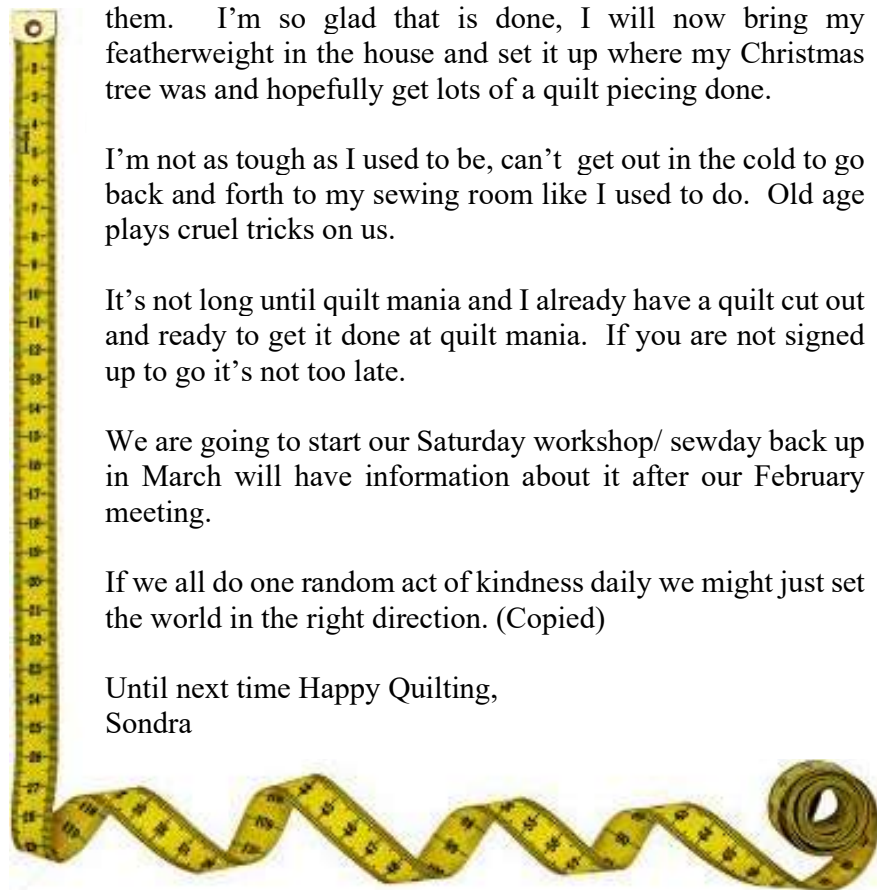 them. I’m so glad that is done, I will now bring my
featherweight in the house and set it up where my Christmas
tree was and hopefully get lots of a quilt piecing done.
I’m not as tough as I used to be, can’t get out in the cold to go
back and forth to my sewing room like I used to do. Old age
plays cruel tricks on us.
It’s not long until quilt mania and I already have a quilt cut out
and ready to get it done at quilt mania. If you are not signed
up to go it’s not too late.
We are going to start our Saturday workshop/ sewday back up
in March will have information about it after our February
meeting.
If we all do one random act of kindness daily we might just set
the world in the right direction. (Copied)
Until next time Happy Quilting,
Sondra